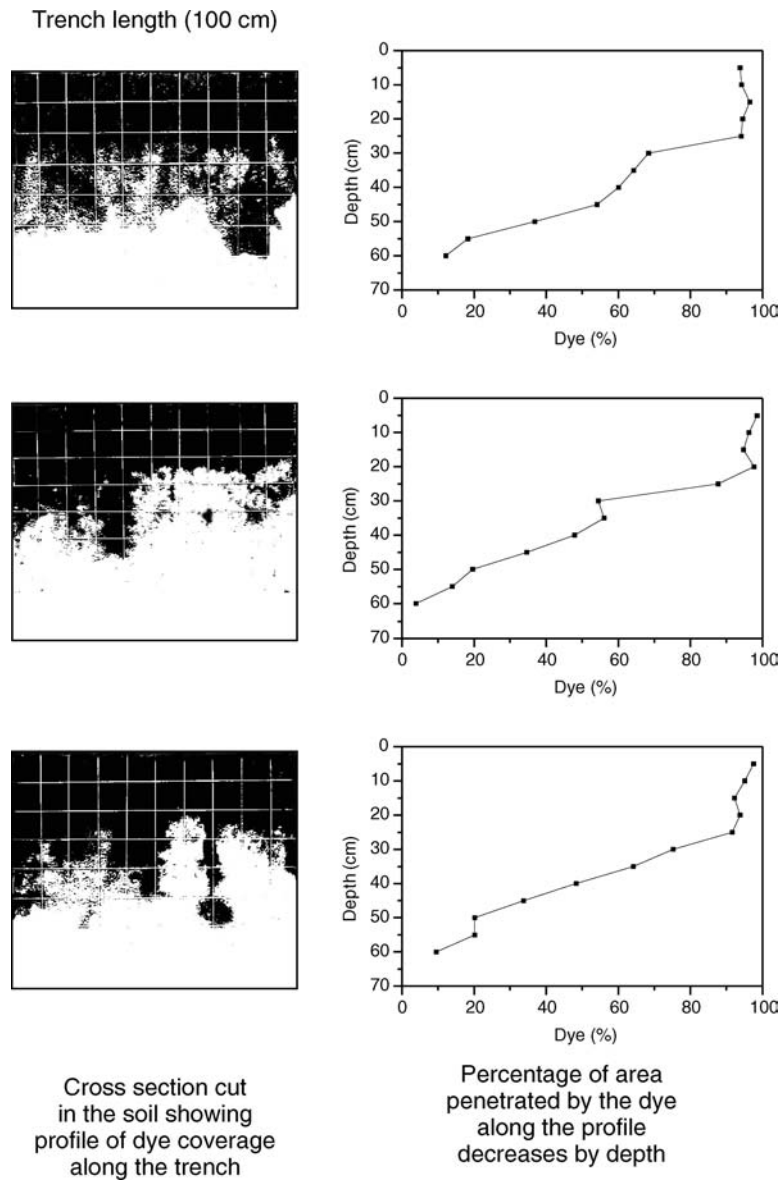 Trench length (100 cm)
0
10
20
30
40
50
60
70
Depth (cm)
0 20 40 60 80 100
Dye (%)
0
10
20
30
40
50
60
70
Depth (cm)
0 20 40 60 80 100
Dye (%)
0
10
20
30
40
50
60
70
Depth (cm)
0 20 40 60 80 100
Dye (%)
Cross section cut
in the soil showing
profile of dye coverage
along the trench
Percentage of area
penetrated by the dye
along the profile
decreases by depth